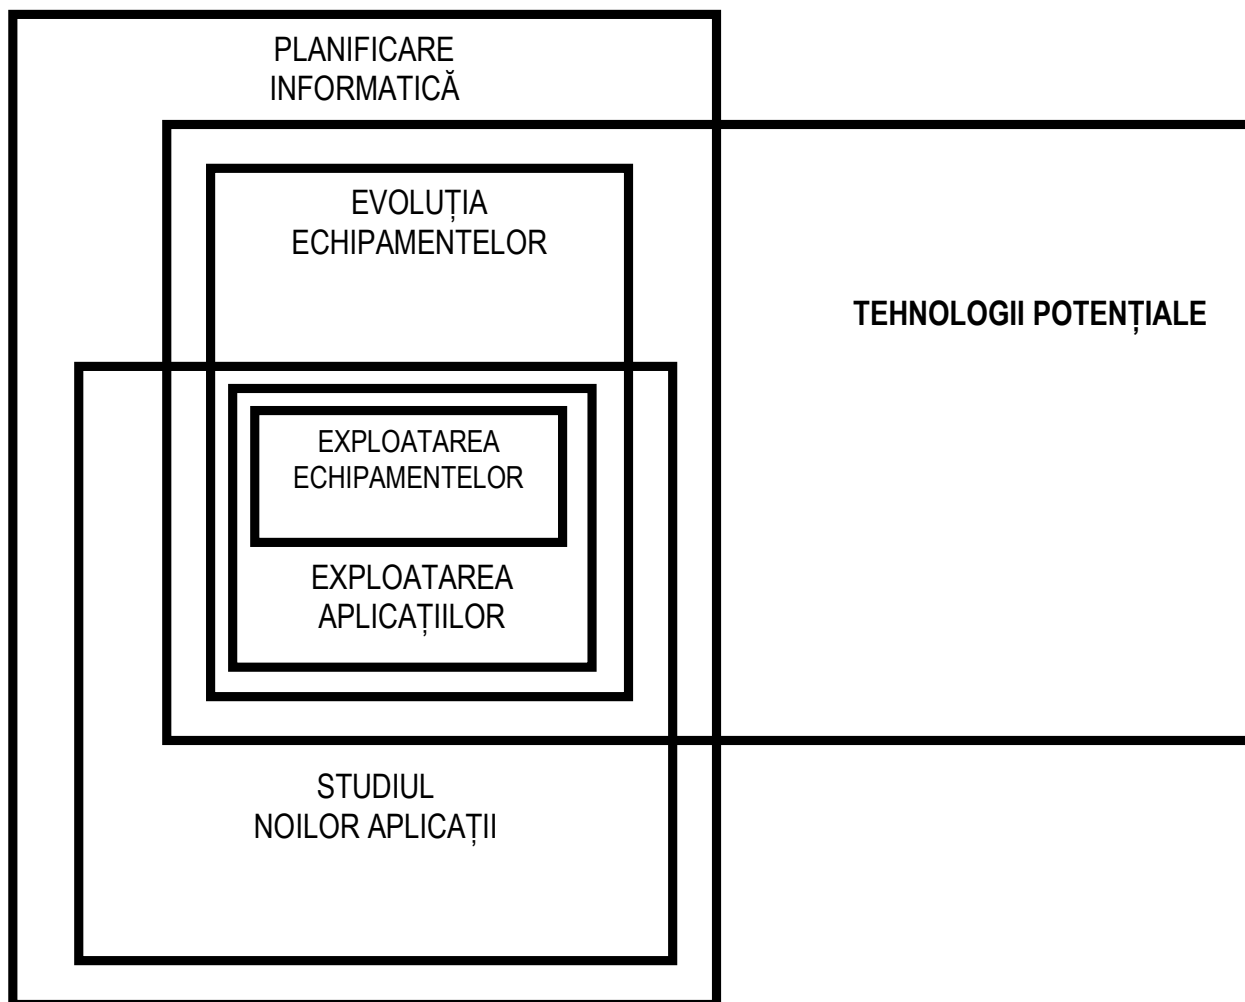 PLANIFICARE
INFORMATICĂ
EVOLUȚIA
ECHIPAMENTELOR
TEHNOLOGII POTENȚIALE
EXPLOATAREA
ECHIPAMENTELOR
EXPLOATAREA
APLICAȚIILOR
STUDIUL
NOILOR APLICAȚII